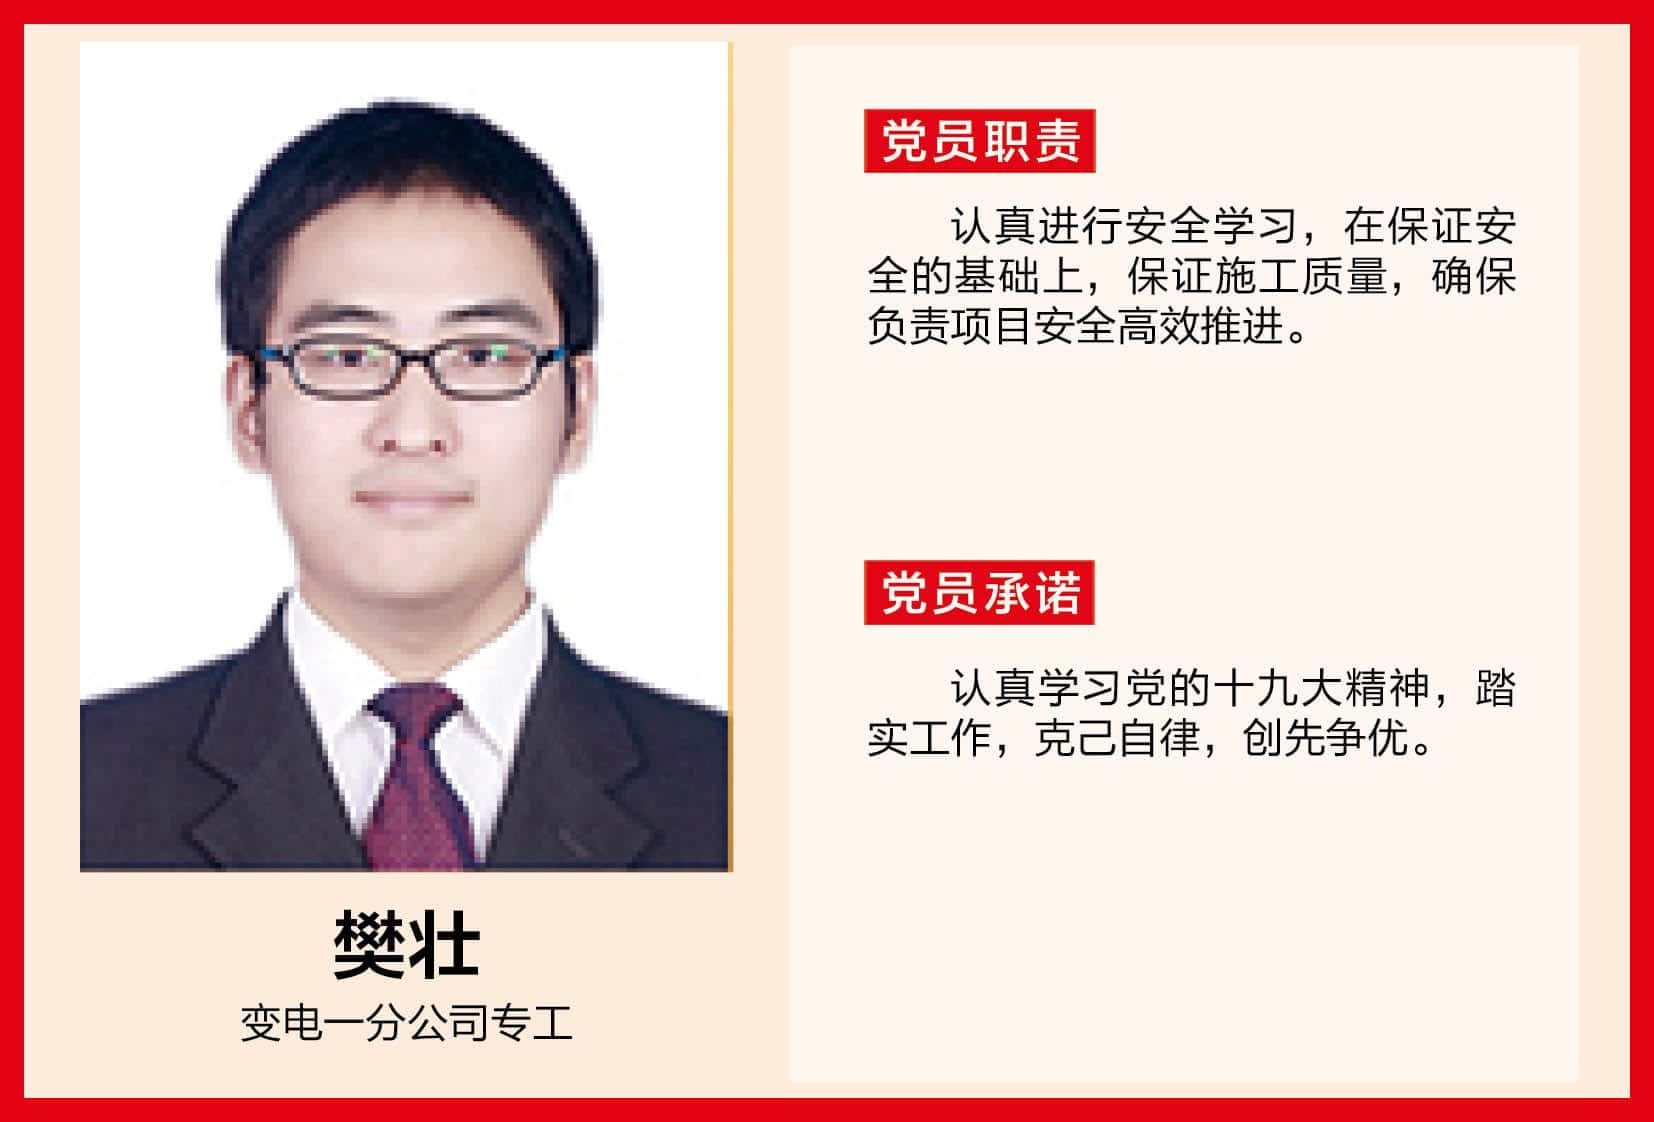 樊壮
变电一分公司专工
党员职责
认真进行安全学习，在保证安
全的基础上，保证施工质量，确保
负责项目安全高效推进。
党员承诺
认真学习党的十九大精神，踏
实工作，克己自律，创先争优。